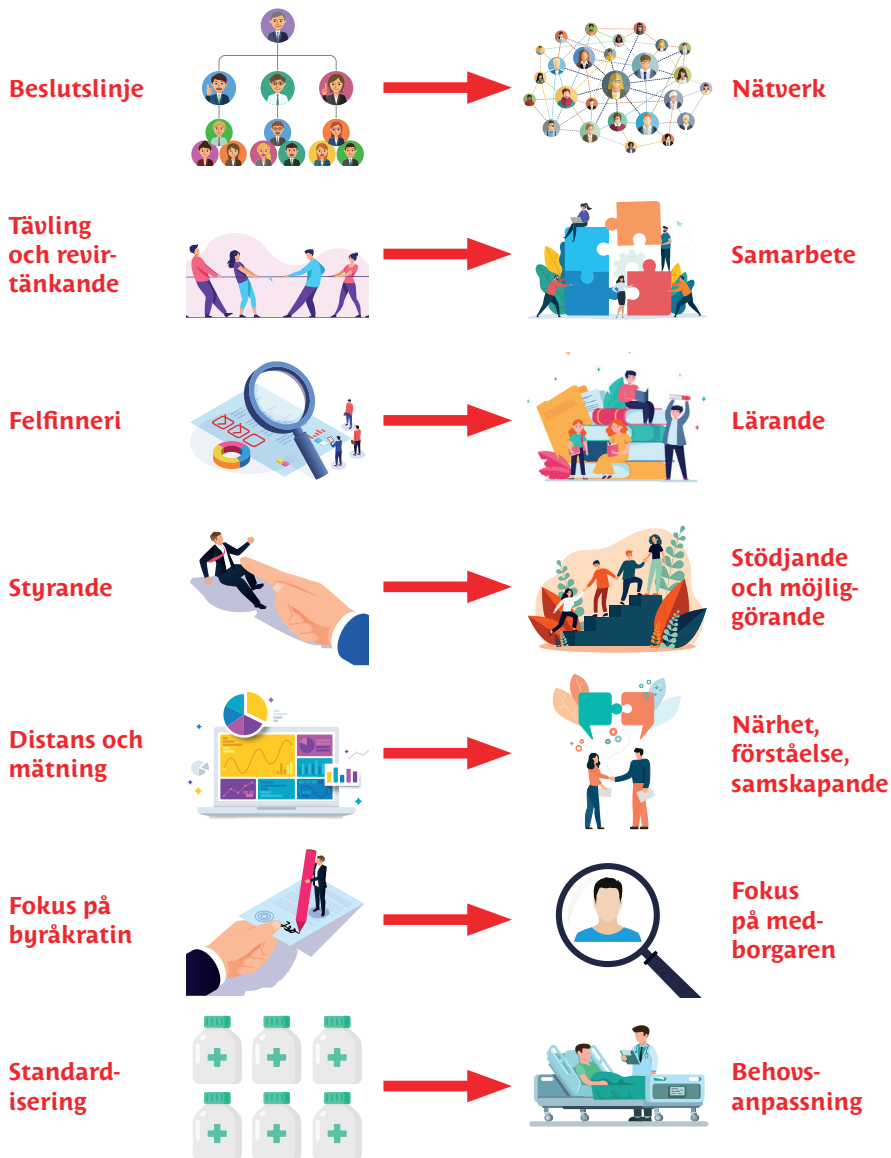 Beslutslinje
Nätverk
Tävling
och revir-
tänkande
Samarbete
Felfinneri
Lärande
Styrande
Stödjande
och möjlig-
görande
Distans och
mätning
Närhet,
förståelse,
samskapande
Fokus på
byråkratin
Fokus
på med-
borgaren
Standard-
isering
Behovs-
anpassning